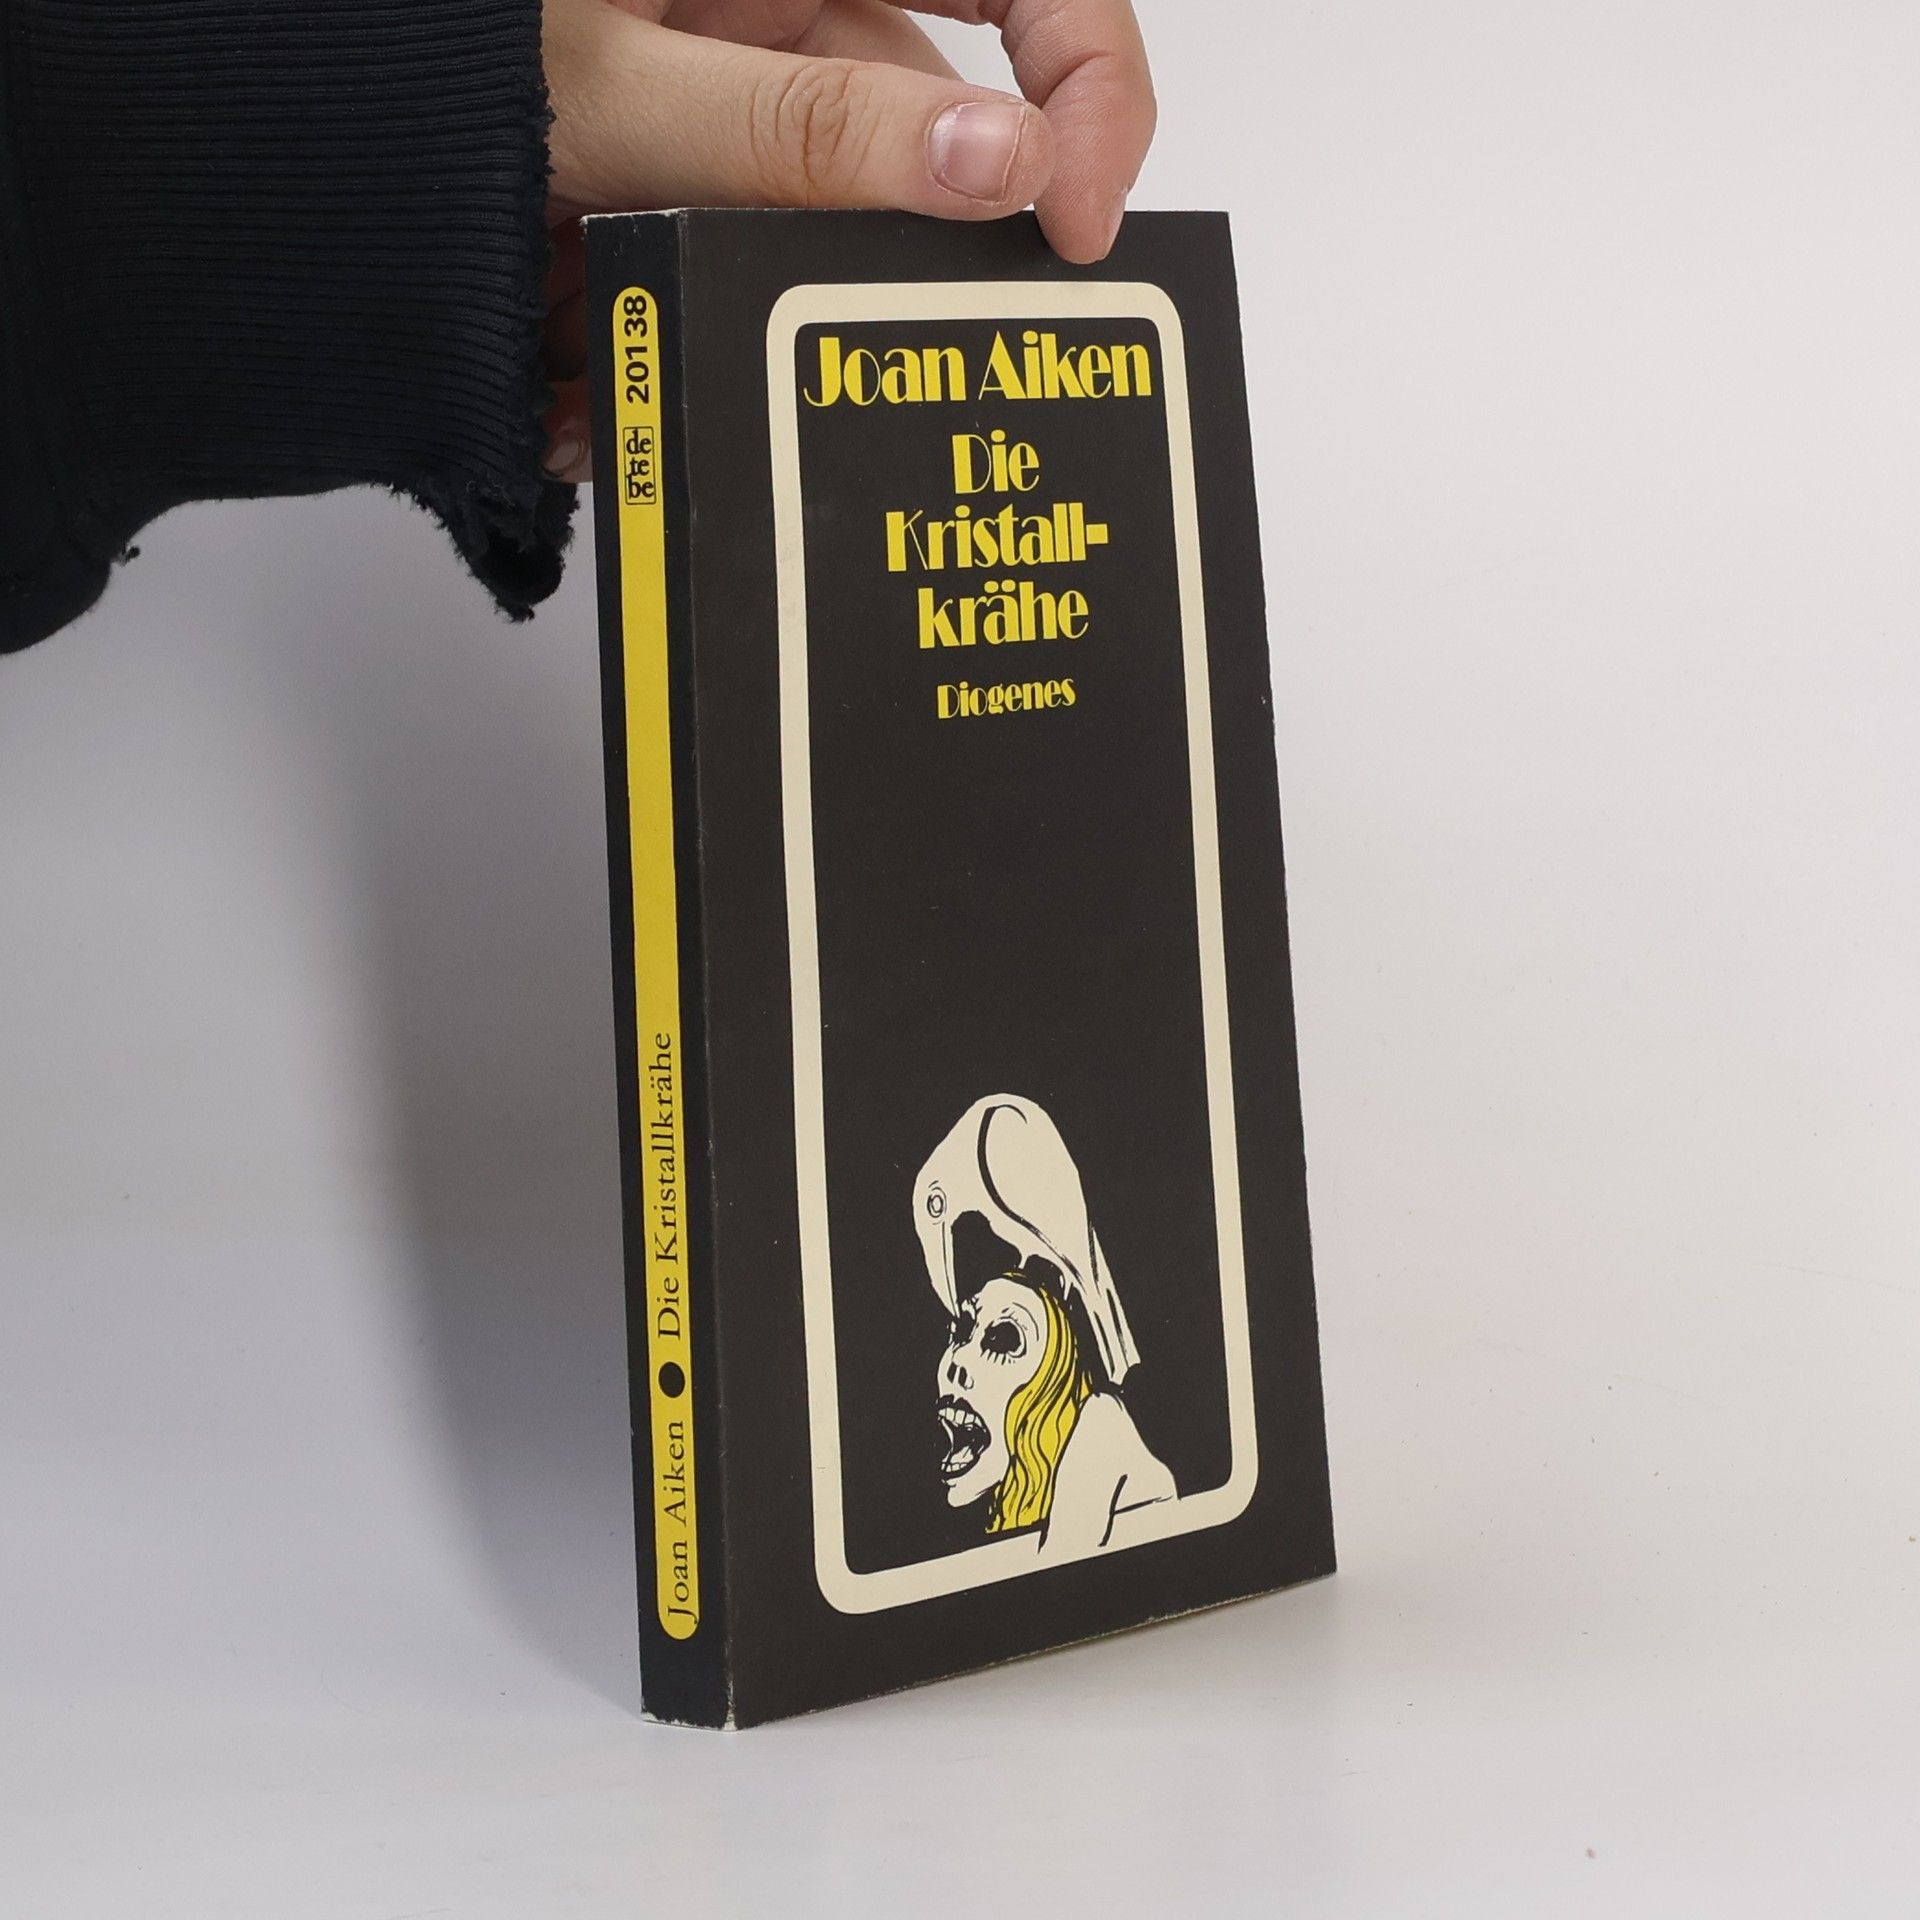 Joan Aiken
Die
Kristall-
krähe
Diogenes
Joan Aiken ● Die Kristallkrähe
de
te
be
20138